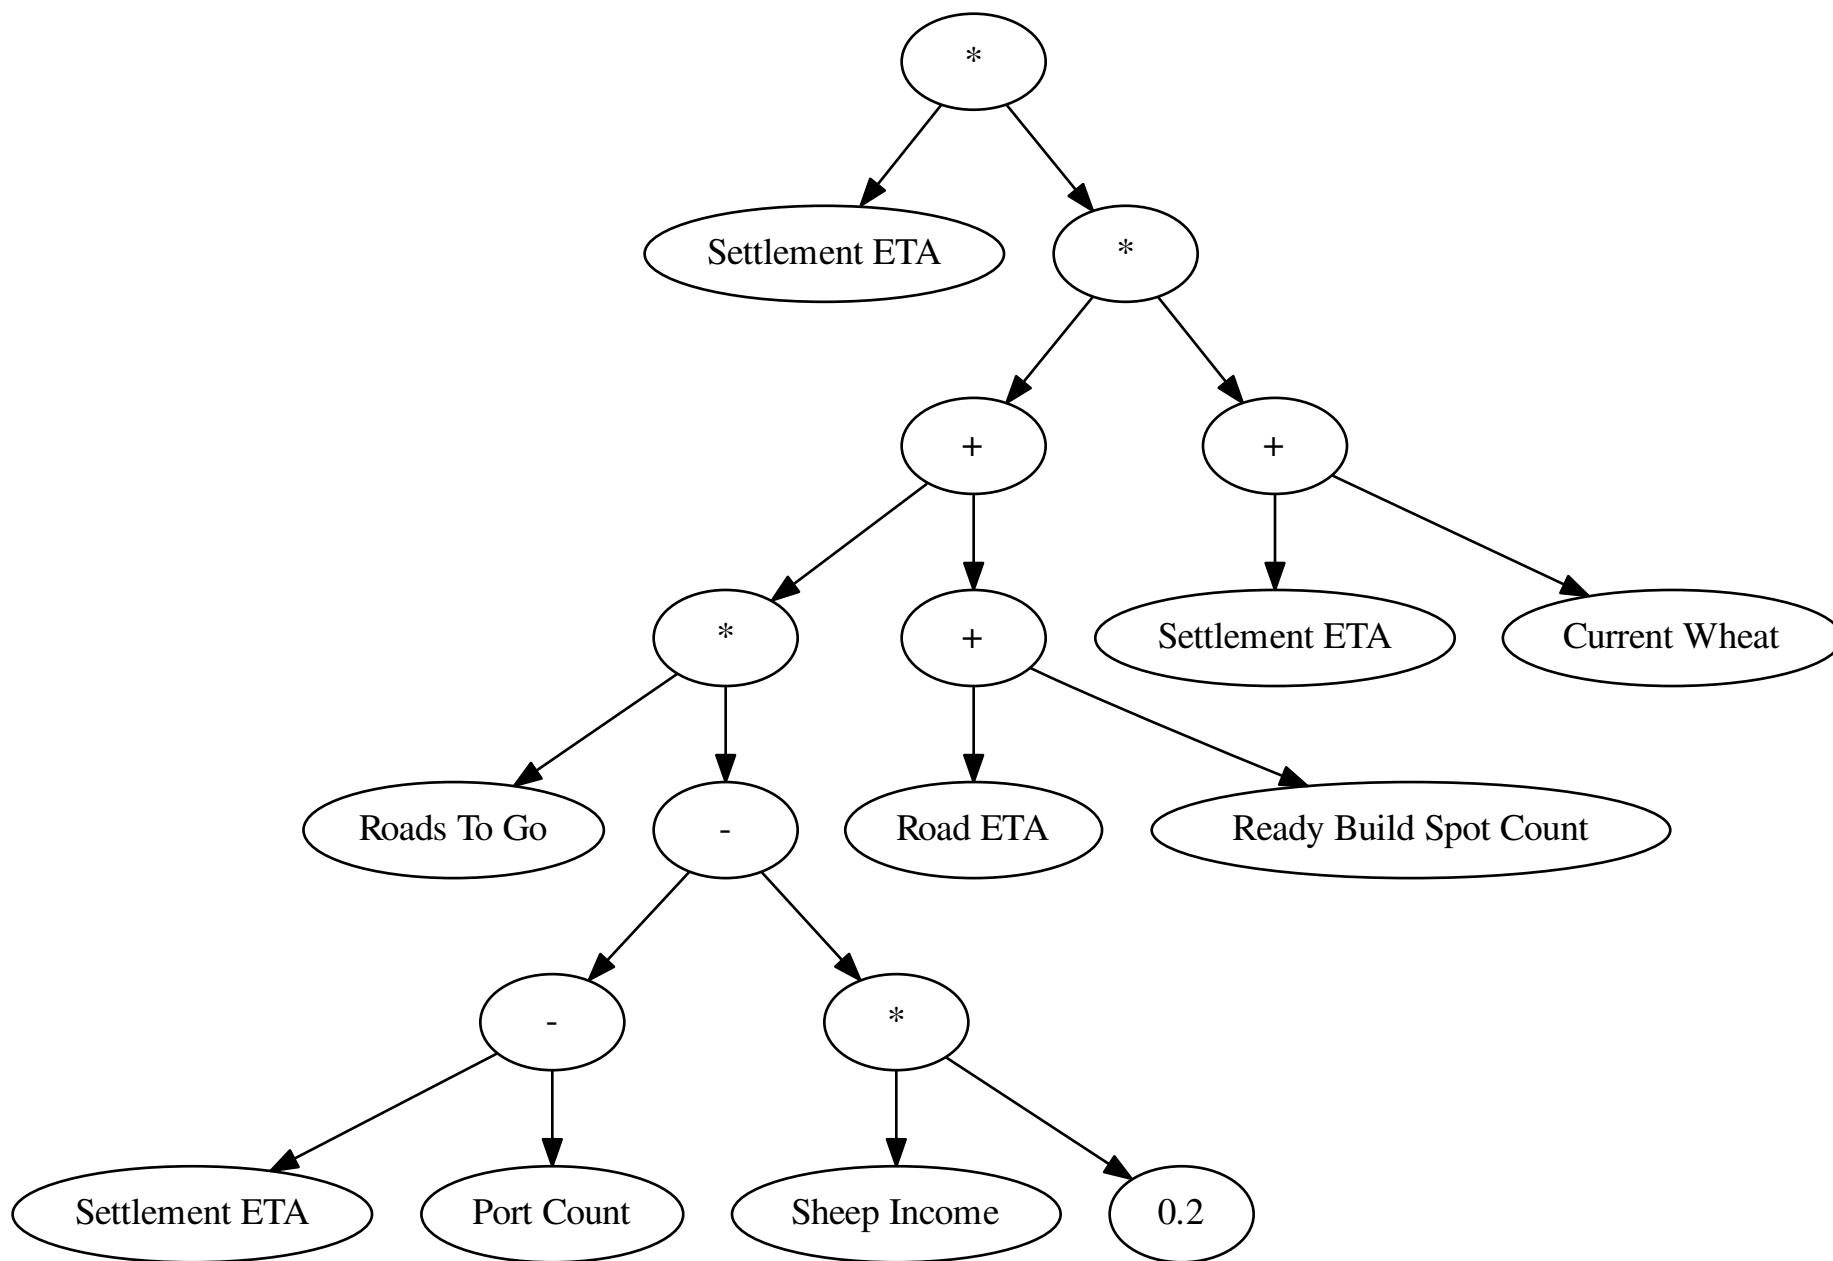 *
Settlement ETA
*
+
+
*
+
Settlement ETA
Current Wheat
Roads To Go
-
Road ETA
Ready Build Spot Count
-
*
Settlement ETA
Port Count
Sheep Income
0.2